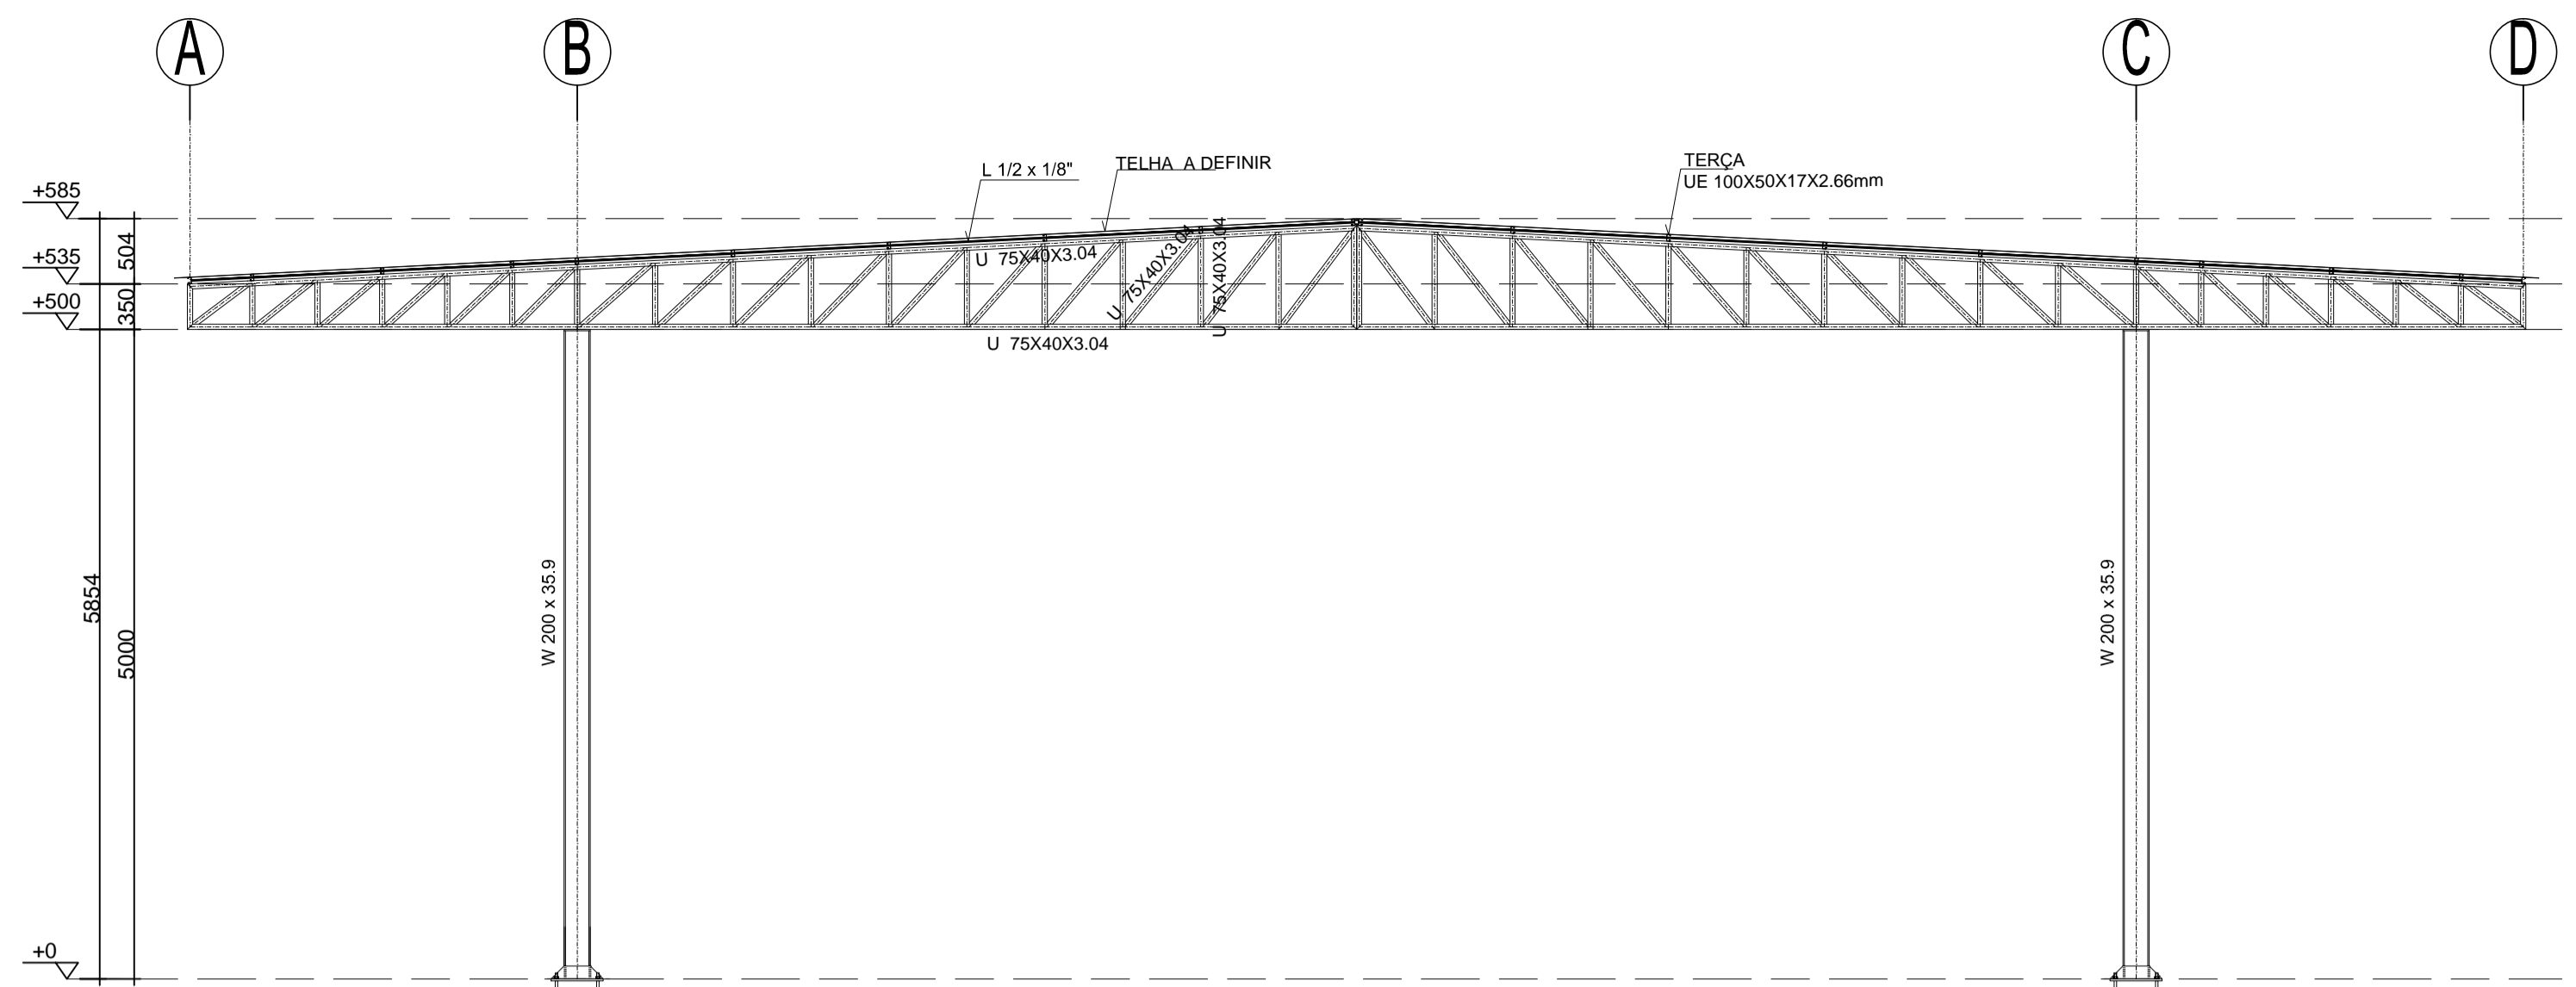 A
B
C
D
L 1/2 x 1/8"
TELHA A DEFINIR
TERÇA
UE 100X50X17X2.66mm
+585
504
+535
350
+500
U 75X40X3.04
U 75X40X3.04
U 75X40X3.04
U 75X40X3.04
W 200 x 35.9
W 200 x 35.9
5854
5000
+0